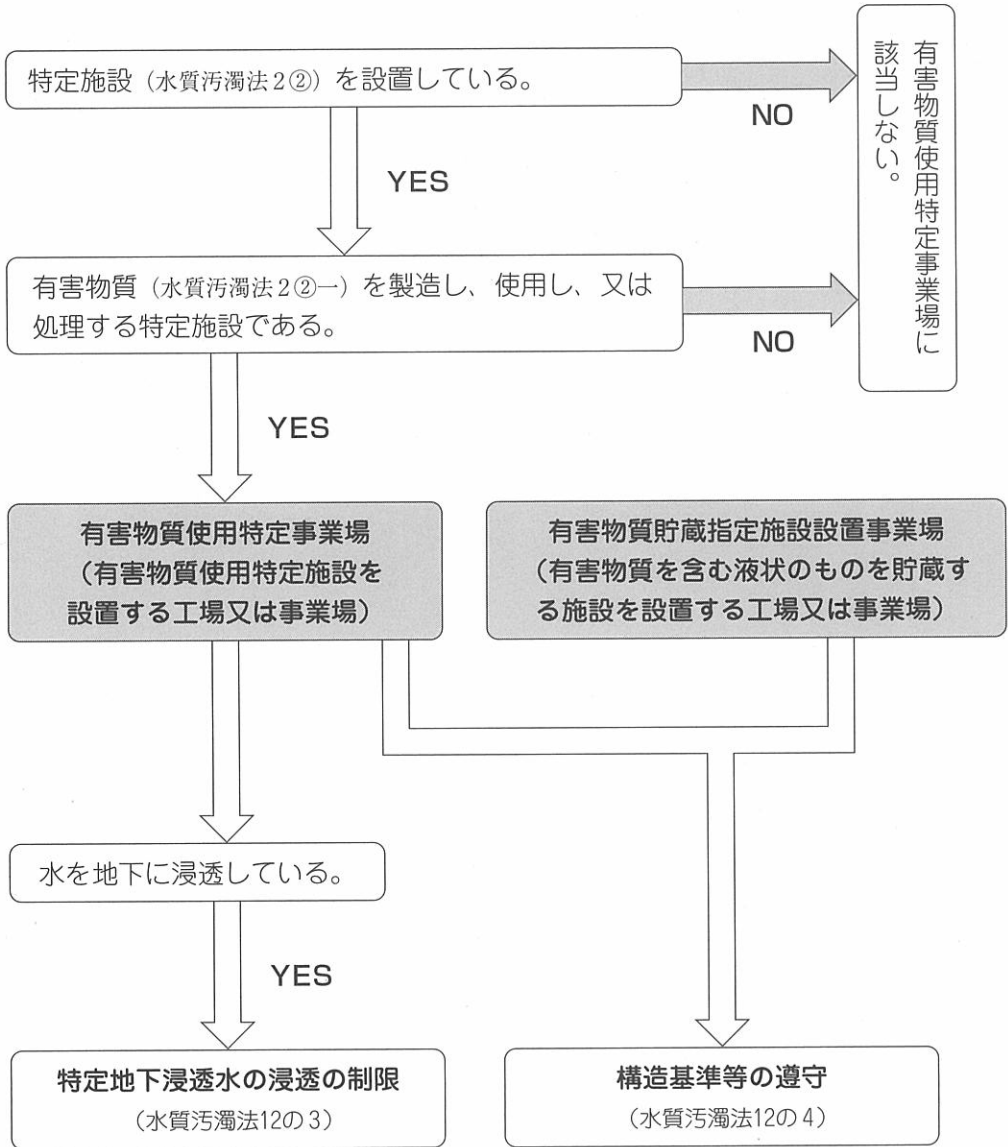 特定施設（水質汚濁法2②）を設置している。
NO
有害物質使用特定事業場に
該当しない。
YES
有害物質（水質汚濁法2②一）を製造し、使用し、又は
処理する特定施設である。
NO
YES
有害物質使用特定事業場
（有害物質使用特定施設を
設置する工場又は事業場）
有害物質貯蔵指定施設設置事業場
（有害物質を含む液状のものを貯蔵す
る施設を設置する工場又は事業場）
水を地下に浸透している。
YES
特定地下浸透水の浸透の制限
（水質汚濁法12の3）
構造基準等の遵守
（水質汚濁法12の4）